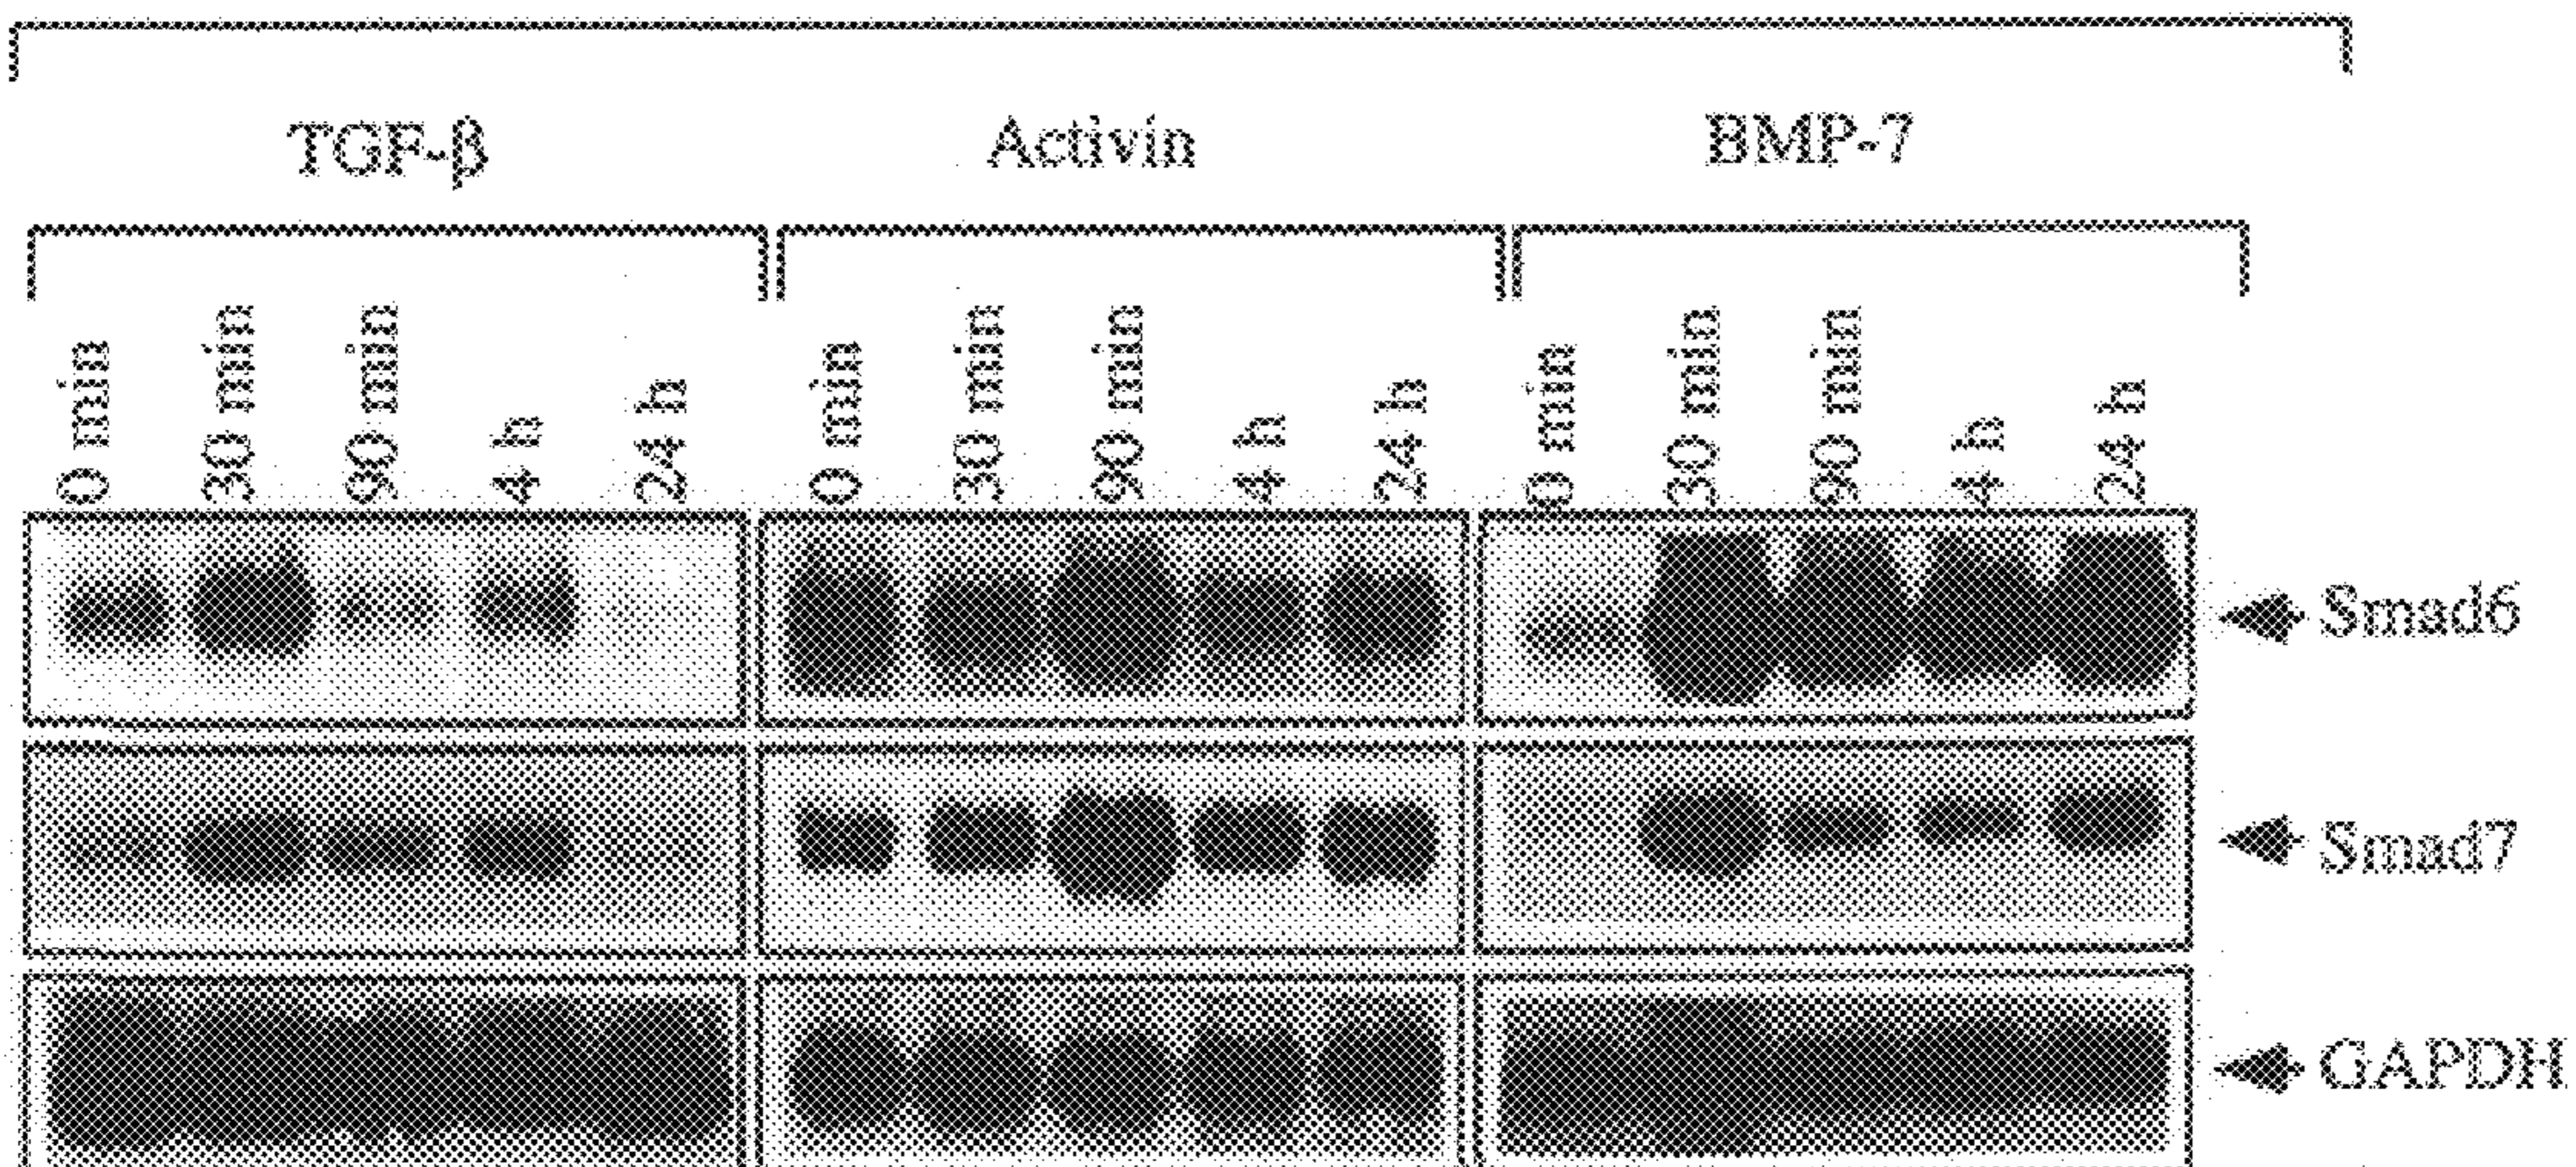 TGF-β Activin BMP-7
0 min 30 min 90 min 4 h 24 h 0 min 30 min 90 min 4 h 24 h 0 min 30 min 90 min 4 h 24 h
Smad6
Smad7
GAPDH